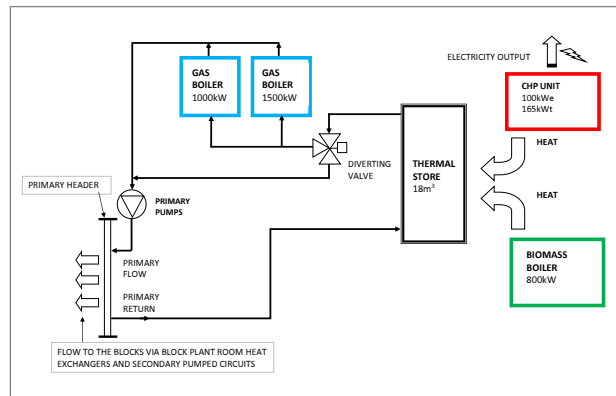 ELECTRICITY OUTPUT
GAS
BOILER
1000kW
GAS
BOILER
1500kW
CHP UNIT
100kWe
165kWt
HEAT
DIVERTING
VALVE
THERMAL
STORE
18m³
HEAT
PRIMARY HEADER
PRIMARY
PUMPS
BIOMASS
BOILER
800kW
PRIMARY
FLOW
PRIMARY
RETURN
FLOW TO THE BLOCKS VIA BLOCK PLANT ROOM HEAT
EXCHANGERS AND SECONDARY PUMPED CIRCUITS